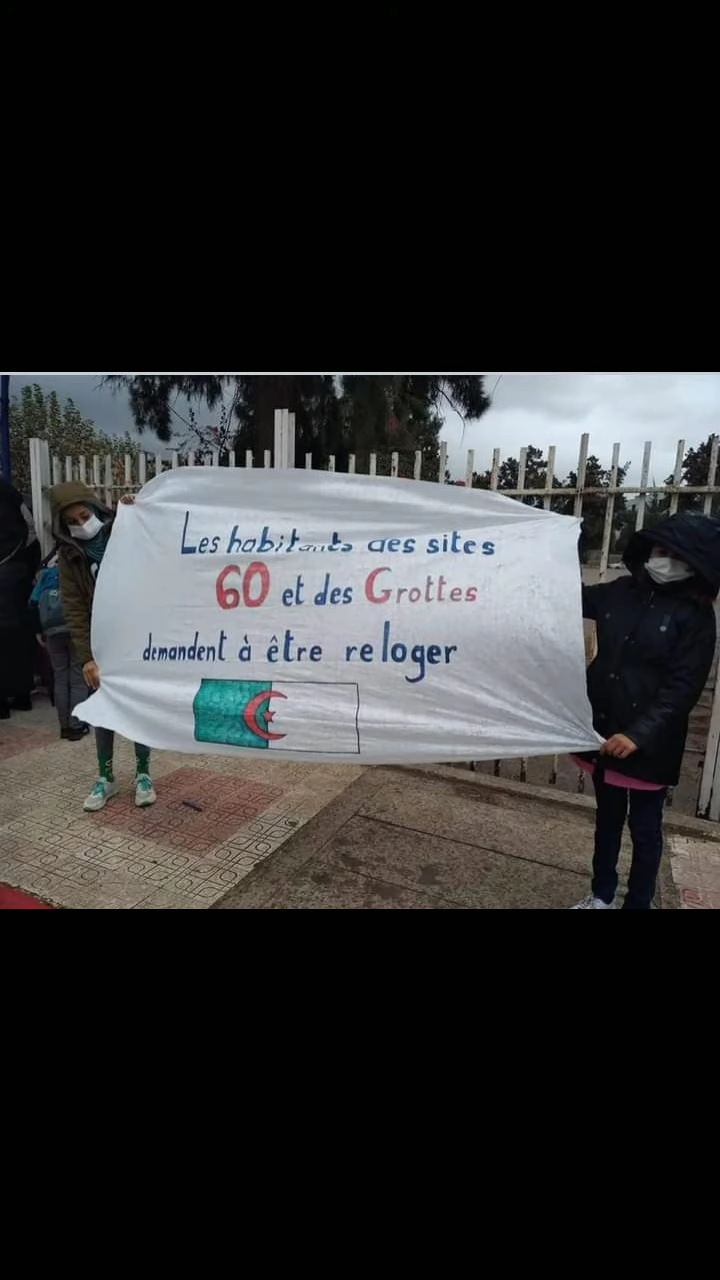 Les habitants des sites
60 et des Grottes
demandent à être reloger